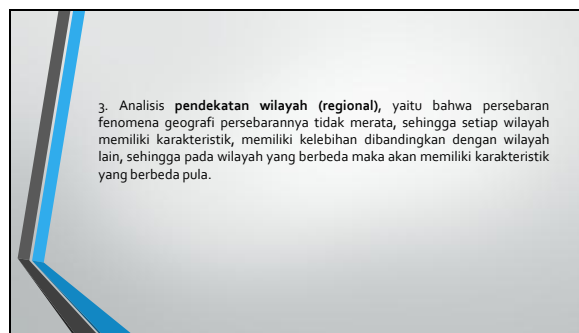 3. Analisis pendekatan wilayah (regional), yaitu bahwa persebaran
fenomena geografi persebarannya tidak merata, sehingga setiap wilayah
memiliki karakteristik, memiliki kelebihan dibandingkan dengan wilayah
lain, sehingga pada wilayah yang berbeda maka akan memiliki karakteristik
yang berbeda pula.